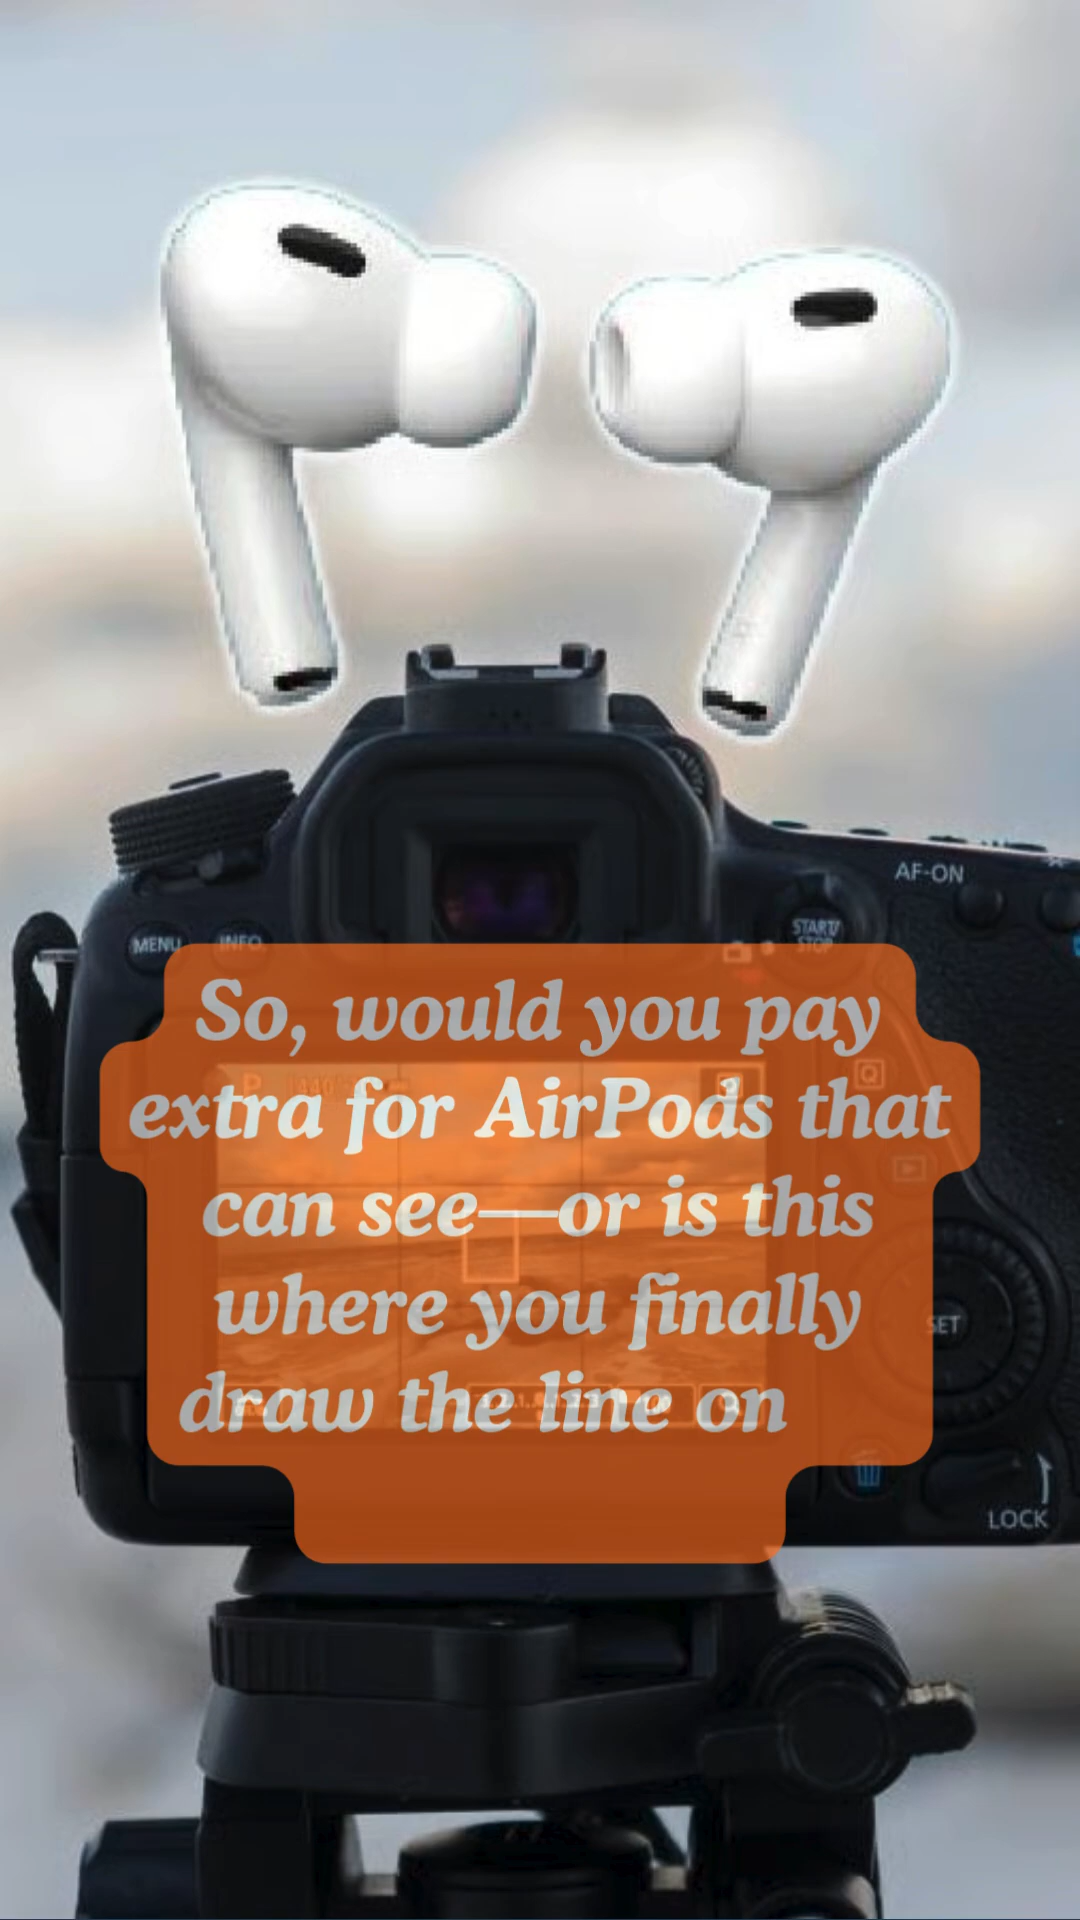 AF-ON
MENU
INFO.
START/
STOP
So, would you pay
extra for AirPods that
can see—or is this
where you finally
draw the line on
Q
SET
LOCK